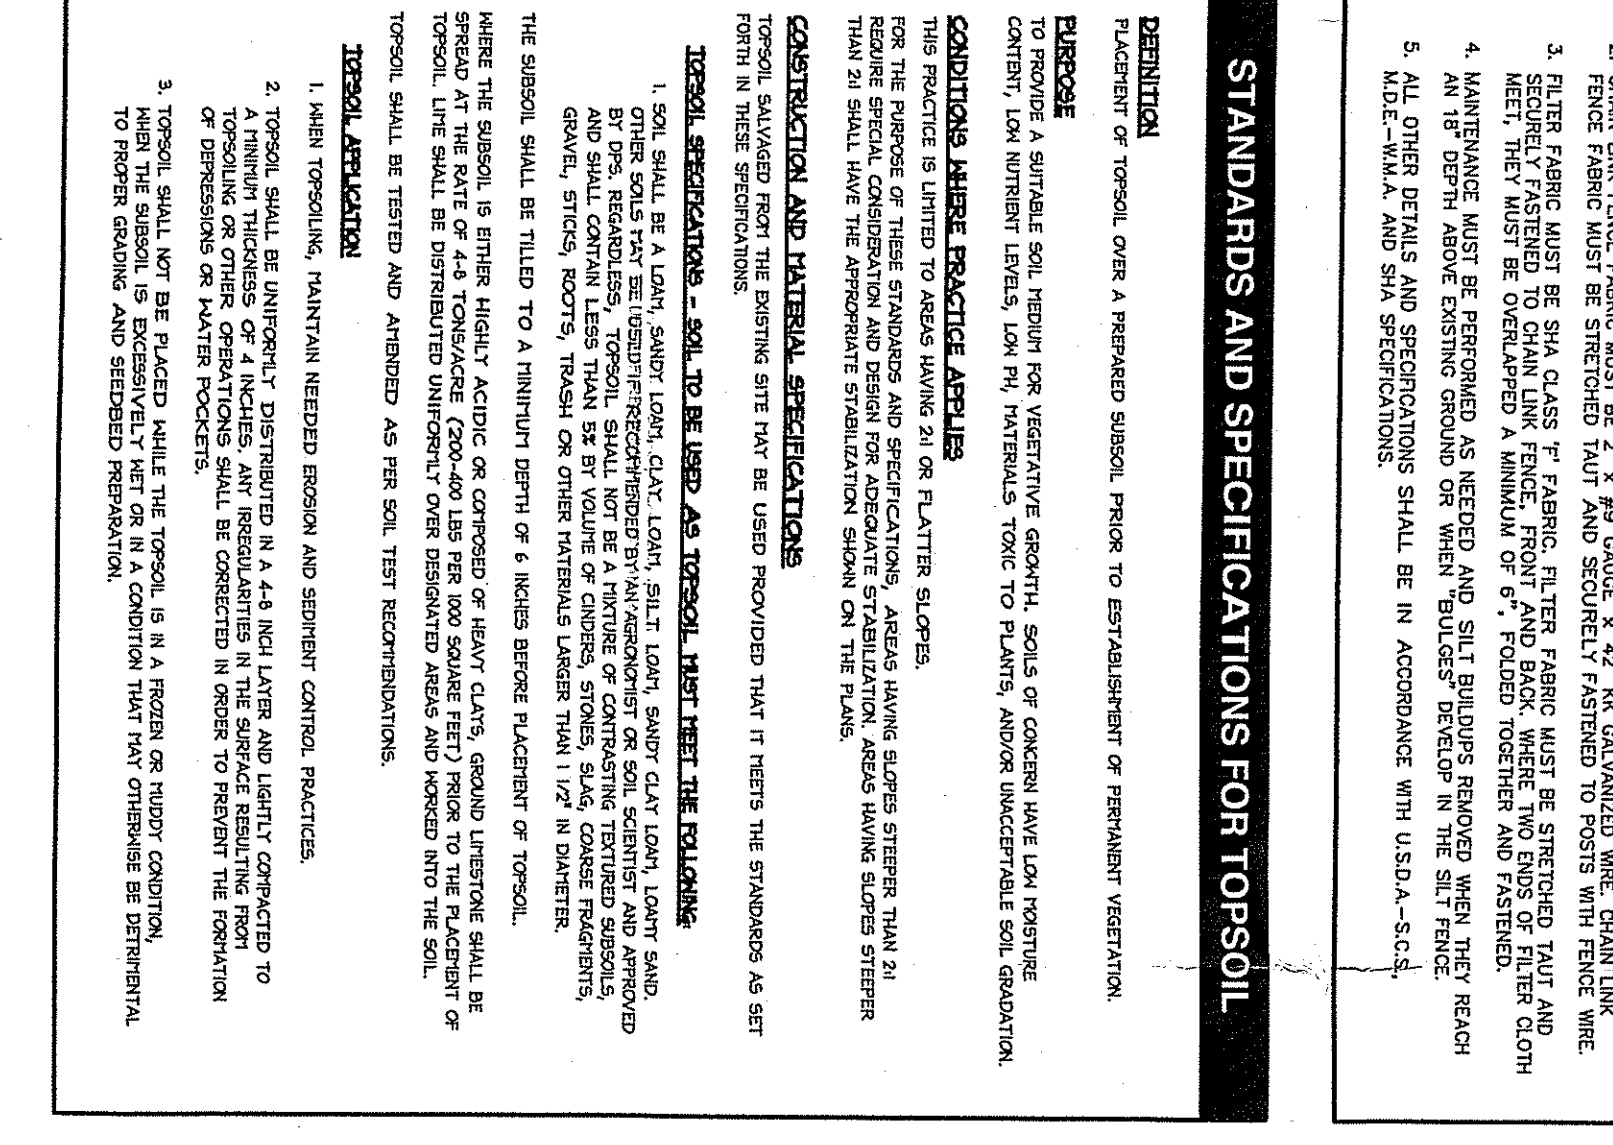 FENCE FABRIC MUST BE STRETCHED TAUT AND SECURELY FASTENED TO POSTS WITH FENCE WIRE.
3. FILTER FABRIC MUST BE SHA CLASS 'F' FABRIC. FILTER FABRIC MUST BE STRETCHED TAUT AND
SECURELY FASTENED TO CHAIN LINK FENCE, FRONT AND BACK. WHERE TWO ENDS OF FILTER CLOTH
MEET, THEY MUST BE OVERLAPPED A MINIMUM OF 6", FOLDED TOGETHER AND FASTENED.
4. MAINTENANCE MUST BE PERFORMED AS NEEDED AND SILT BUILDUPS REMOVED WHEN THEY REACH
AN 18" DEPTH ABOVE EXISTING GROUND OR WHEN "BULGES" DEVELOP IN THE SILT FENCE.
5. ALL OTHER DETAILS AND SPECIFICATIONS SHALL BE IN ACCORDANCE WITH U.S.D.A.-S.C.S.,
M.D.E.-W.M.A. AND SHA SPECIFICATIONS.
STANDARDS AND SPECIFICATIONS FOR TOPSOIL
DEFINITION
PLACEMENT OF TOPSOIL OVER A PREPARED SUBSOIL PRIOR TO ESTABLISHMENT OF PERMANENT VEGETATION.
PURPOSE
TO PROVIDE A SUITABLE SOIL MEDIUM FOR VEGETATIVE GROWTH. SOILS OF CONCERN HAVE LOW MOISTURE
CONTENT, LOW NUTRIENT LEVELS, LOW PH, MATERIALS TOXIC TO PLANTS, AND/OR UNACCEPTABLE SOIL GRADATION.
CONDITIONS WHERE PRACTICE APPLIES
THIS PRACTICE IS LIMITED TO AREAS HAVING 2:1 OR FLATTER SLOPES.
FOR THE PURPOSE OF THESE STANDARDS AND SPECIFICATIONS, AREAS HAVING SLOPES STEEPER THAN 2:1
REQUIRE SPECIAL CONSIDERATION AND DESIGN FOR ADEQUATE STABILIZATION. AREAS HAVING SLOPES STEEPER
THAN 2:1 SHALL HAVE THE APPROPRIATE STABILIZATION SHOWN ON THE PLANS.
CONSTRUCTION AND MATERIAL SPECIFICATIONS
TOPSOIL SALVAGED FROM THE EXISTING SITE MAY BE USED PROVIDED THAT IT MEETS THE STANDARDS AS SET
FORTH IN THESE SPECIFICATIONS.
TOPSOIL SPECIFICATIONS - SOIL TO BE USED AS TOPSOIL MUST MEET THE FOLLOWING:
1. SOIL SHALL BE A LOAM, SANDY LOAM, CLAY LOAM, SILT LOAM, SANDY CLAY LOAM, LOAMY SAND.
OTHER SOILS MAY BE USED IF RECOMMENDED BY AN AGRONOMIST OR SOIL SCIENTIST AND APPROVED
BY DPS. REGARDLESS, TOPSOIL SHALL NOT BE A MIXTURE OF CONTRASTING TEXTURED SUBSOILS,
AND SHALL CONTAIN LESS THAN 5% BY VOLUME OF CINDERS, STONES, SLAG, COARSE FRAGMENTS,
GRAVEL, STICKS, ROOTS, TRASH OR OTHER MATERIALS LARGER THAN 1 1/2" IN DIAMETER.
THE SUBSOIL SHALL BE TILLED TO A MINIMUM DEPTH OF 6 INCHES BEFORE PLACEMENT OF TOPSOIL.
WHERE THE SUBSOIL IS EITHER HIGHLY ACIDIC OR COMPOSED OF HEAVY CLAYS, GROUND LIMESTONE SHALL BE
SPREAD AT THE RATE OF 4-8 TONS/ACRE (200-400 LBS PER 1000 SQUARE FEET) PRIOR TO THE PLACEMENT OF
TOPSOIL. LIME SHALL BE DISTRIBUTED UNIFORMLY OVER DESIGNATED AREAS AND WORKED INTO THE SOIL.
TOPSOIL SHALL BE TESTED AND AMENDED AS PER SOIL TEST RECOMMENDATIONS.
TOPSOIL APPLICATION
1. WHEN TOPSOILING, MAINTAIN NEEDED EROSION AND SEDIMENT CONTROL PRACTICES.
2. TOPSOIL SHALL BE UNIFORMLY DISTRIBUTED IN A 4-8 INCH LAYER AND LIGHTLY COMPACTED TO
A MINIMUM THICKNESS OF 4 INCHES. ANY IRREGULARITIES IN THE SURFACE RESULTING FROM
TOPSOILING OR OTHER OPERATIONS SHALL BE CORRECTED IN ORDER TO PREVENT THE FORMATION
OF DEPRESSIONS OR WATER POCKETS.
3. TOPSOIL SHALL NOT BE PLACED WHILE THE TOPSOIL IS IN A FROZEN OR MUDDY CONDITION,
WHEN THE SUBSOIL IS EXCESSIVELY WET OR IN A CONDITION THAT MAY OTHERWISE BE DETRIMENTAL
TO PROPER GRADING AND SEEDBED PREPARATION.